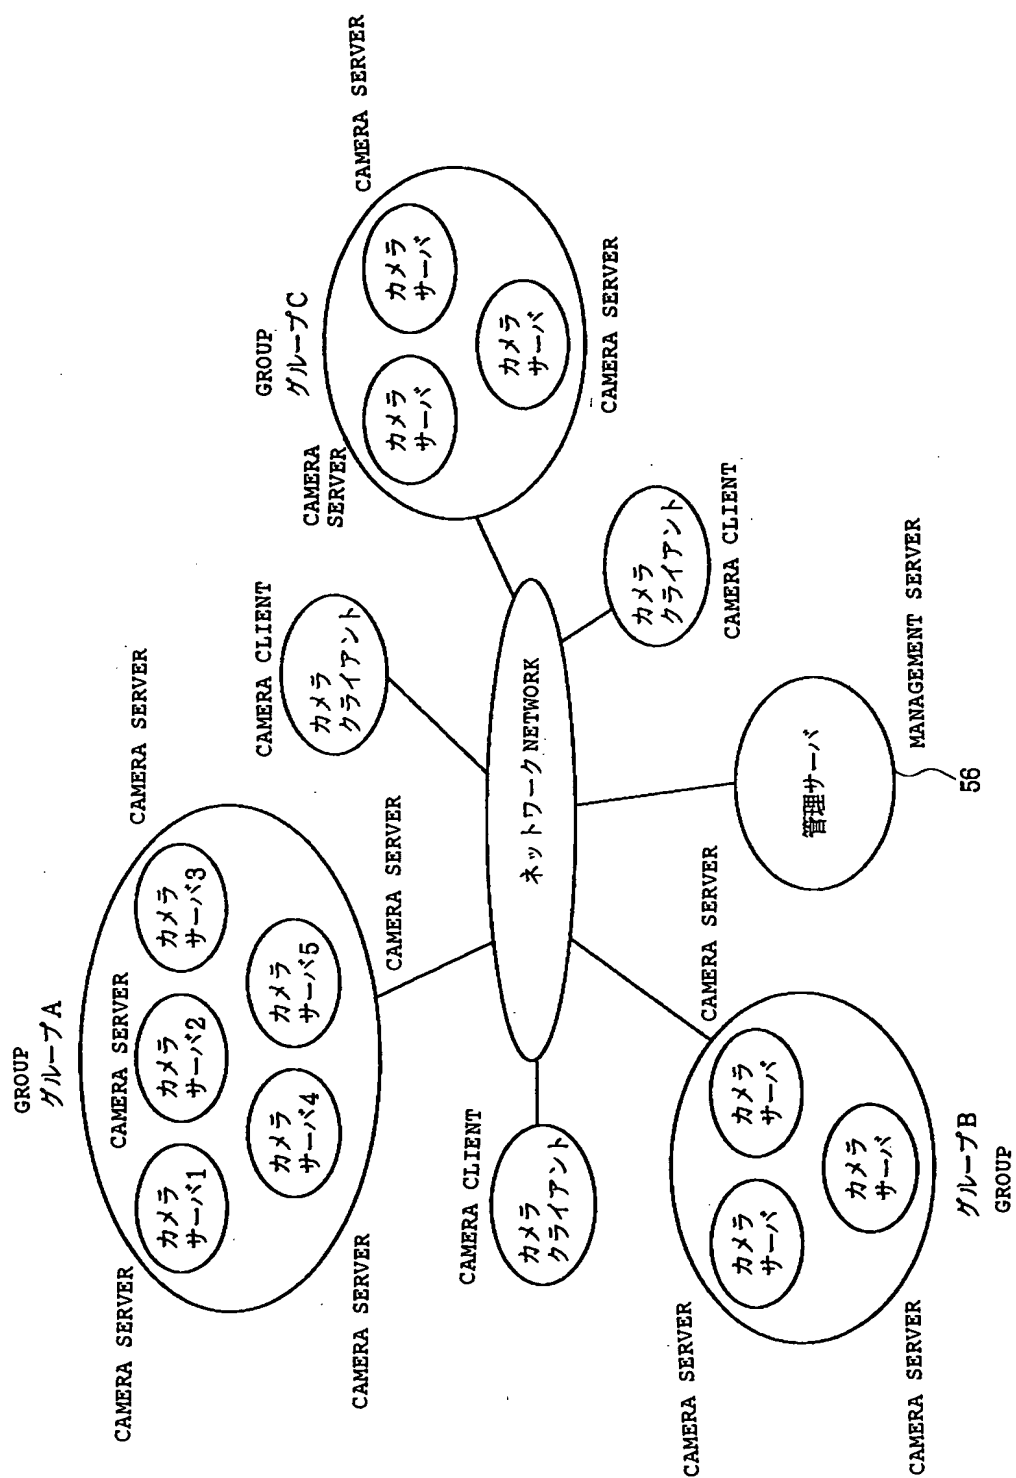 GROUP
グループA
CAMERA SERVER
CAMERA SERVER
CAMERA SERVER
カメラ
サーバ1
カメラ
サーバ2
カメラ
サーバ3
カメラ
サーバ4
カメラ
サーバ5
CAMERA SERVER
CAMERA SERVER
CAMERA CLIENT
カメラ
クライアント
GROUP
グループC
CAMERA
SERVER
CAMERA SERVER
カメラ
サーバ
カメラ
サーバ
カメラ
サーバ
CAMERA SERVER
CAMERA CLIENT
カメラ
クライアント
ネットワークNETWORK
カメラ
クライアント
CAMERA CLIENT
CAMERA SERVER
CAMERA SERVER
カメラ
サーバ
カメラ
サーバ
カメラ
サーバ
CAMERA SERVER
グループB
GROUP
管理サーバ
MANAGEMENT SERVER
56